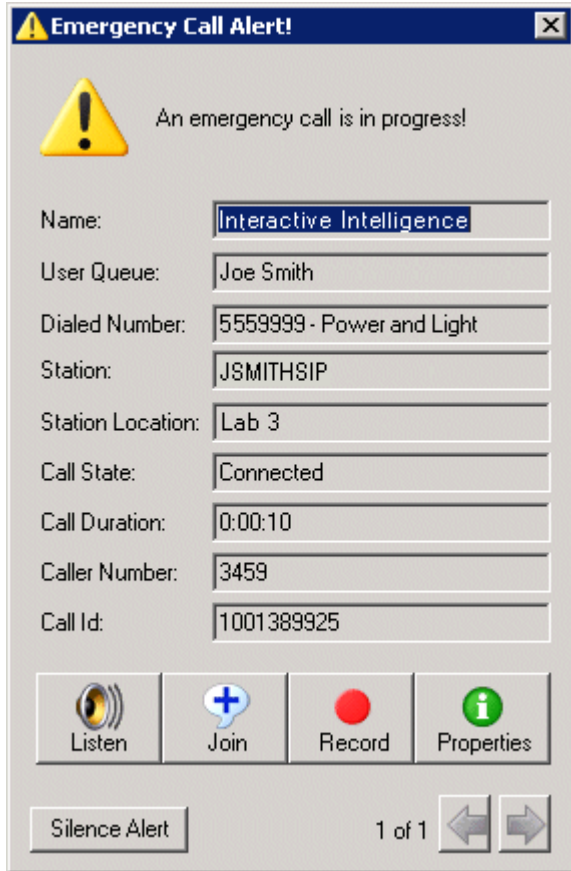 Emergency Call Alert!
An emergency call is in progress!
Name: Interactive Intelligence
User Queue: Joe Smith
Dialed Number: 5559999 - Power and Light
Station: JSMITHSIP
Station Location: Lab 3
Call State: Connected
Call Duration: 0:00:10
Caller Number: 3459
Call Id: 1001389925
Listen Join Record Properties
Silence Alert 1 of 1